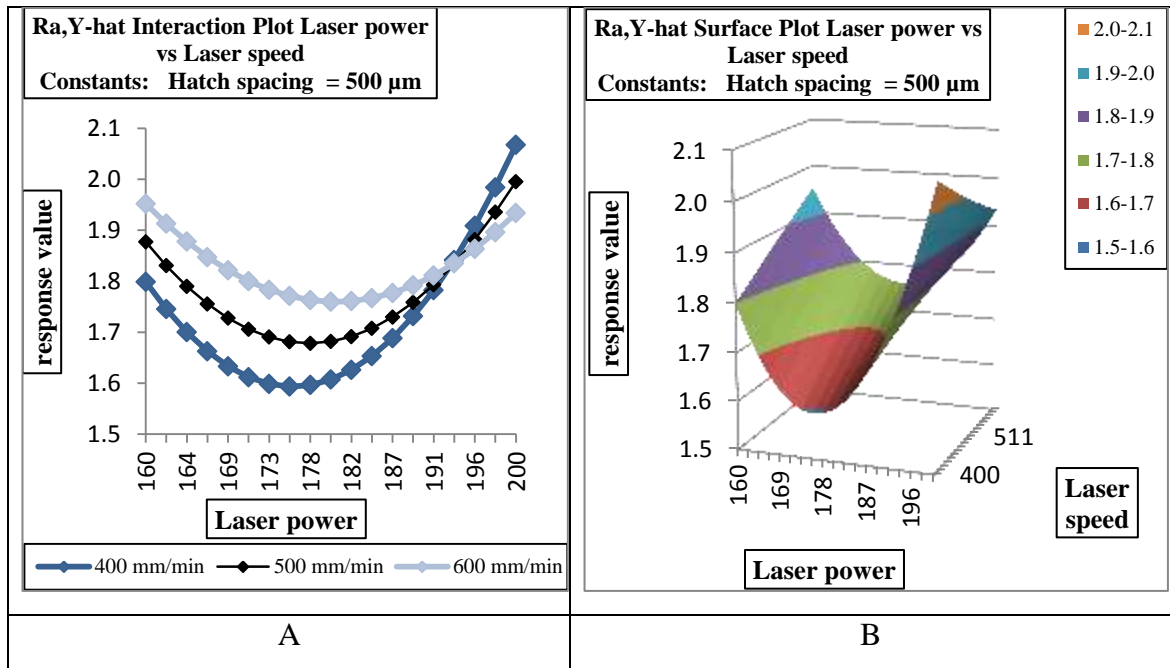 Ra,Y-hat Interaction Plot Laser power
vs Laser speed
Constants: Hatch spacing = 500 µm
2.1
2.0
1.9
1.8
1.7
1.6
1.5
response value
160
164
169
173
178
182
187
191
196
200
Laser power
400 mm/min
500 mm/min
600 mm/min
A
Ra,Y-hat Surface Plot Laser power vs
Laser speed
Constants: Hatch spacing = 500 µm
2.0-2.1
1.9-2.0
1.8-1.9
1.7-1.8
1.6-1.7
1.5-1.6
2.1
2.0
1.9
1.8
1.7
1.6
1.5
response value
160
169
178
187
196
400
511
Laser
speed
Laser power
B